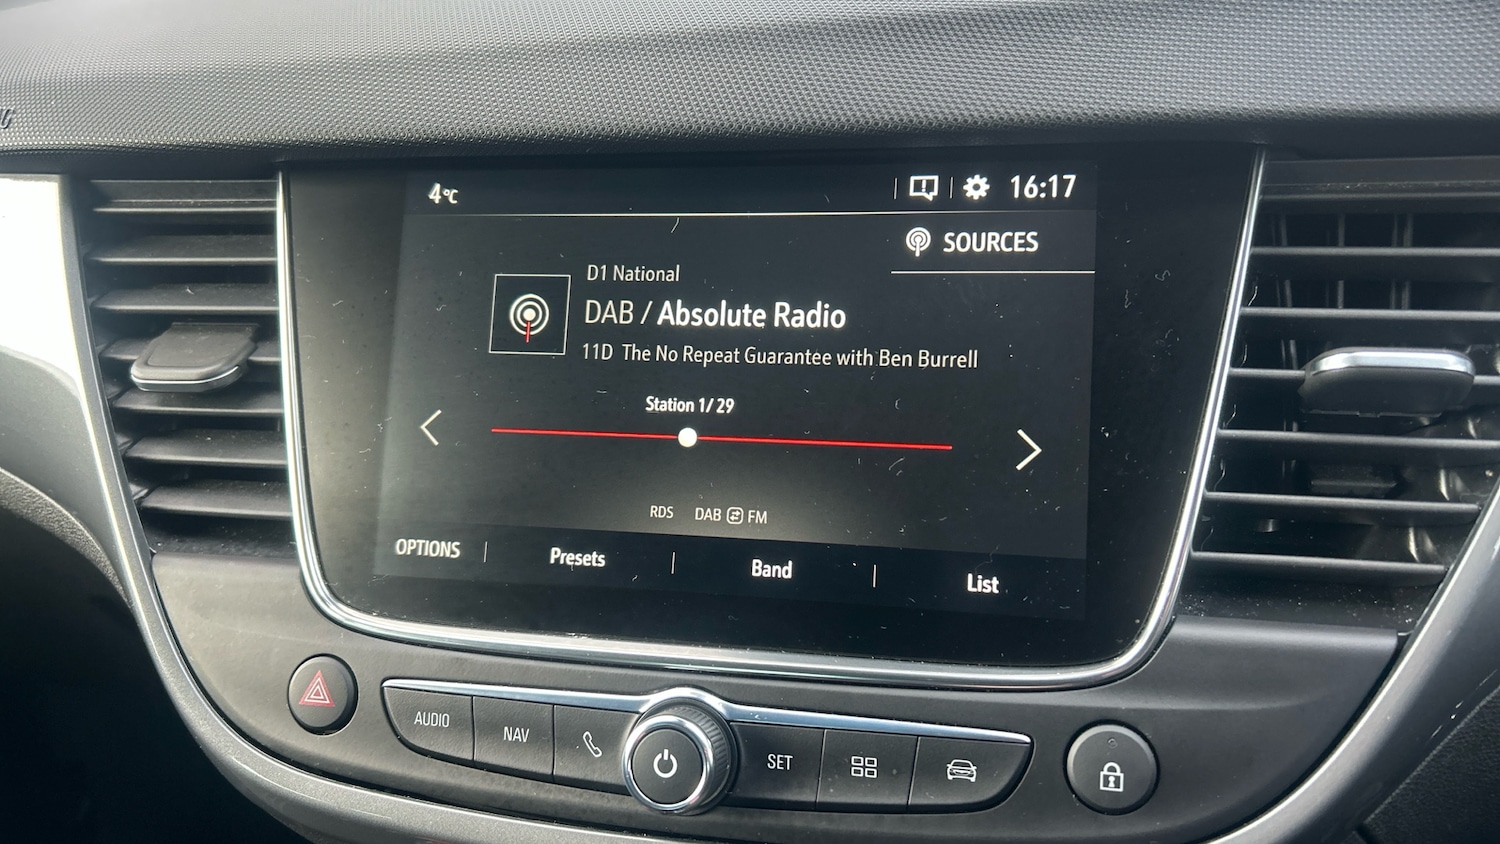 4°C
16:17
SOURCES
D1 National
DAB / Absolute Radio
11D The No Repeat Guarantee with Ben Burrell
Station 1/29
RDS DAB FM
OPTIONS Presets Band List
AUDIO NAV SET